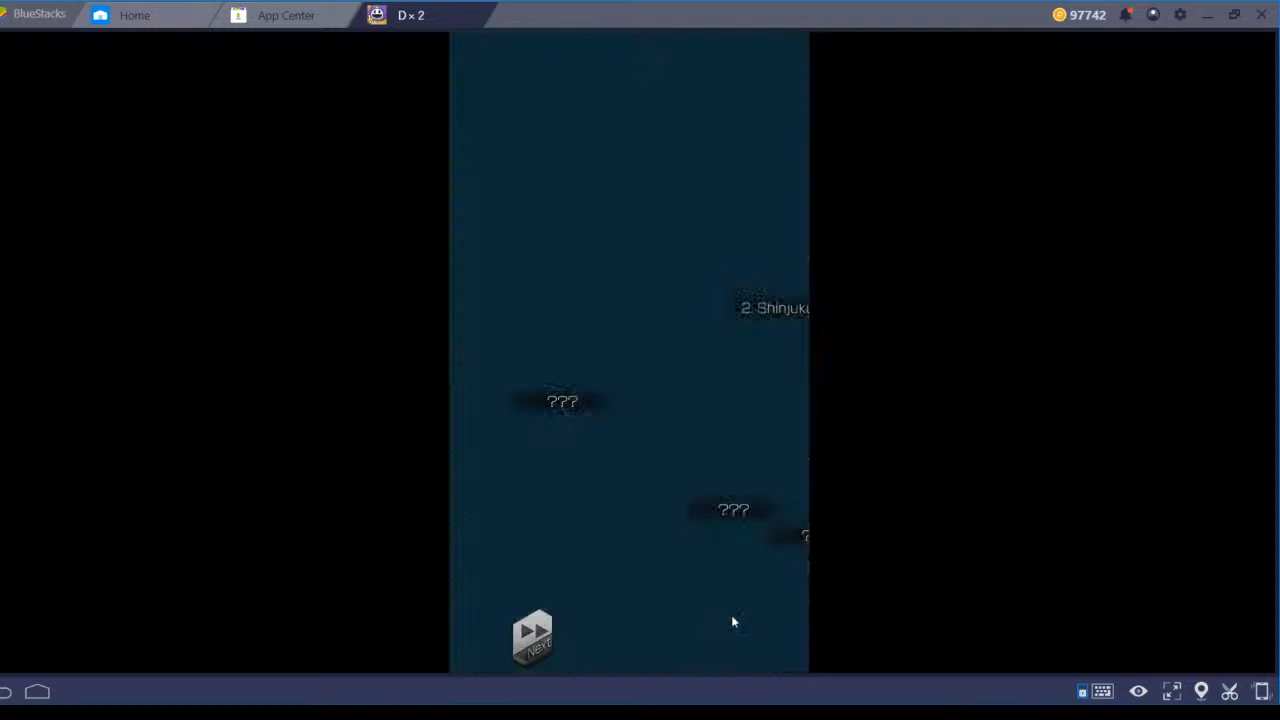 BlueStacks
Home
App Center
D×2
97742
2. Shinjuku
???
???
?
Next